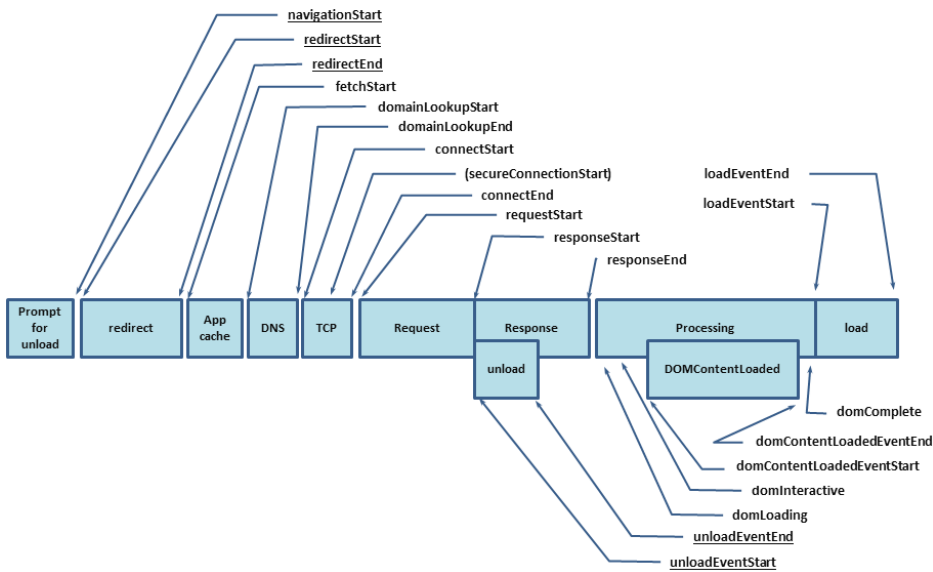 navigationStart
redirectStart
redirectEnd
fetchStart
domainLookupStart
domainLookupEnd
connectStart
(secureConnectionStart)
loadEventEnd
connectEnd
loadEventStart
requestStart
responseStart
responseEnd
Prompt
for
unload
redirect
App
cache
DNS
TCP
Request
Response
Processing
load
unload
DOMContentLoaded
domComplete
domContentLoadedEventEnd
domContentLoadedEventStart
domInteractive
domLoading
unloadEventEnd
unloadEventStart